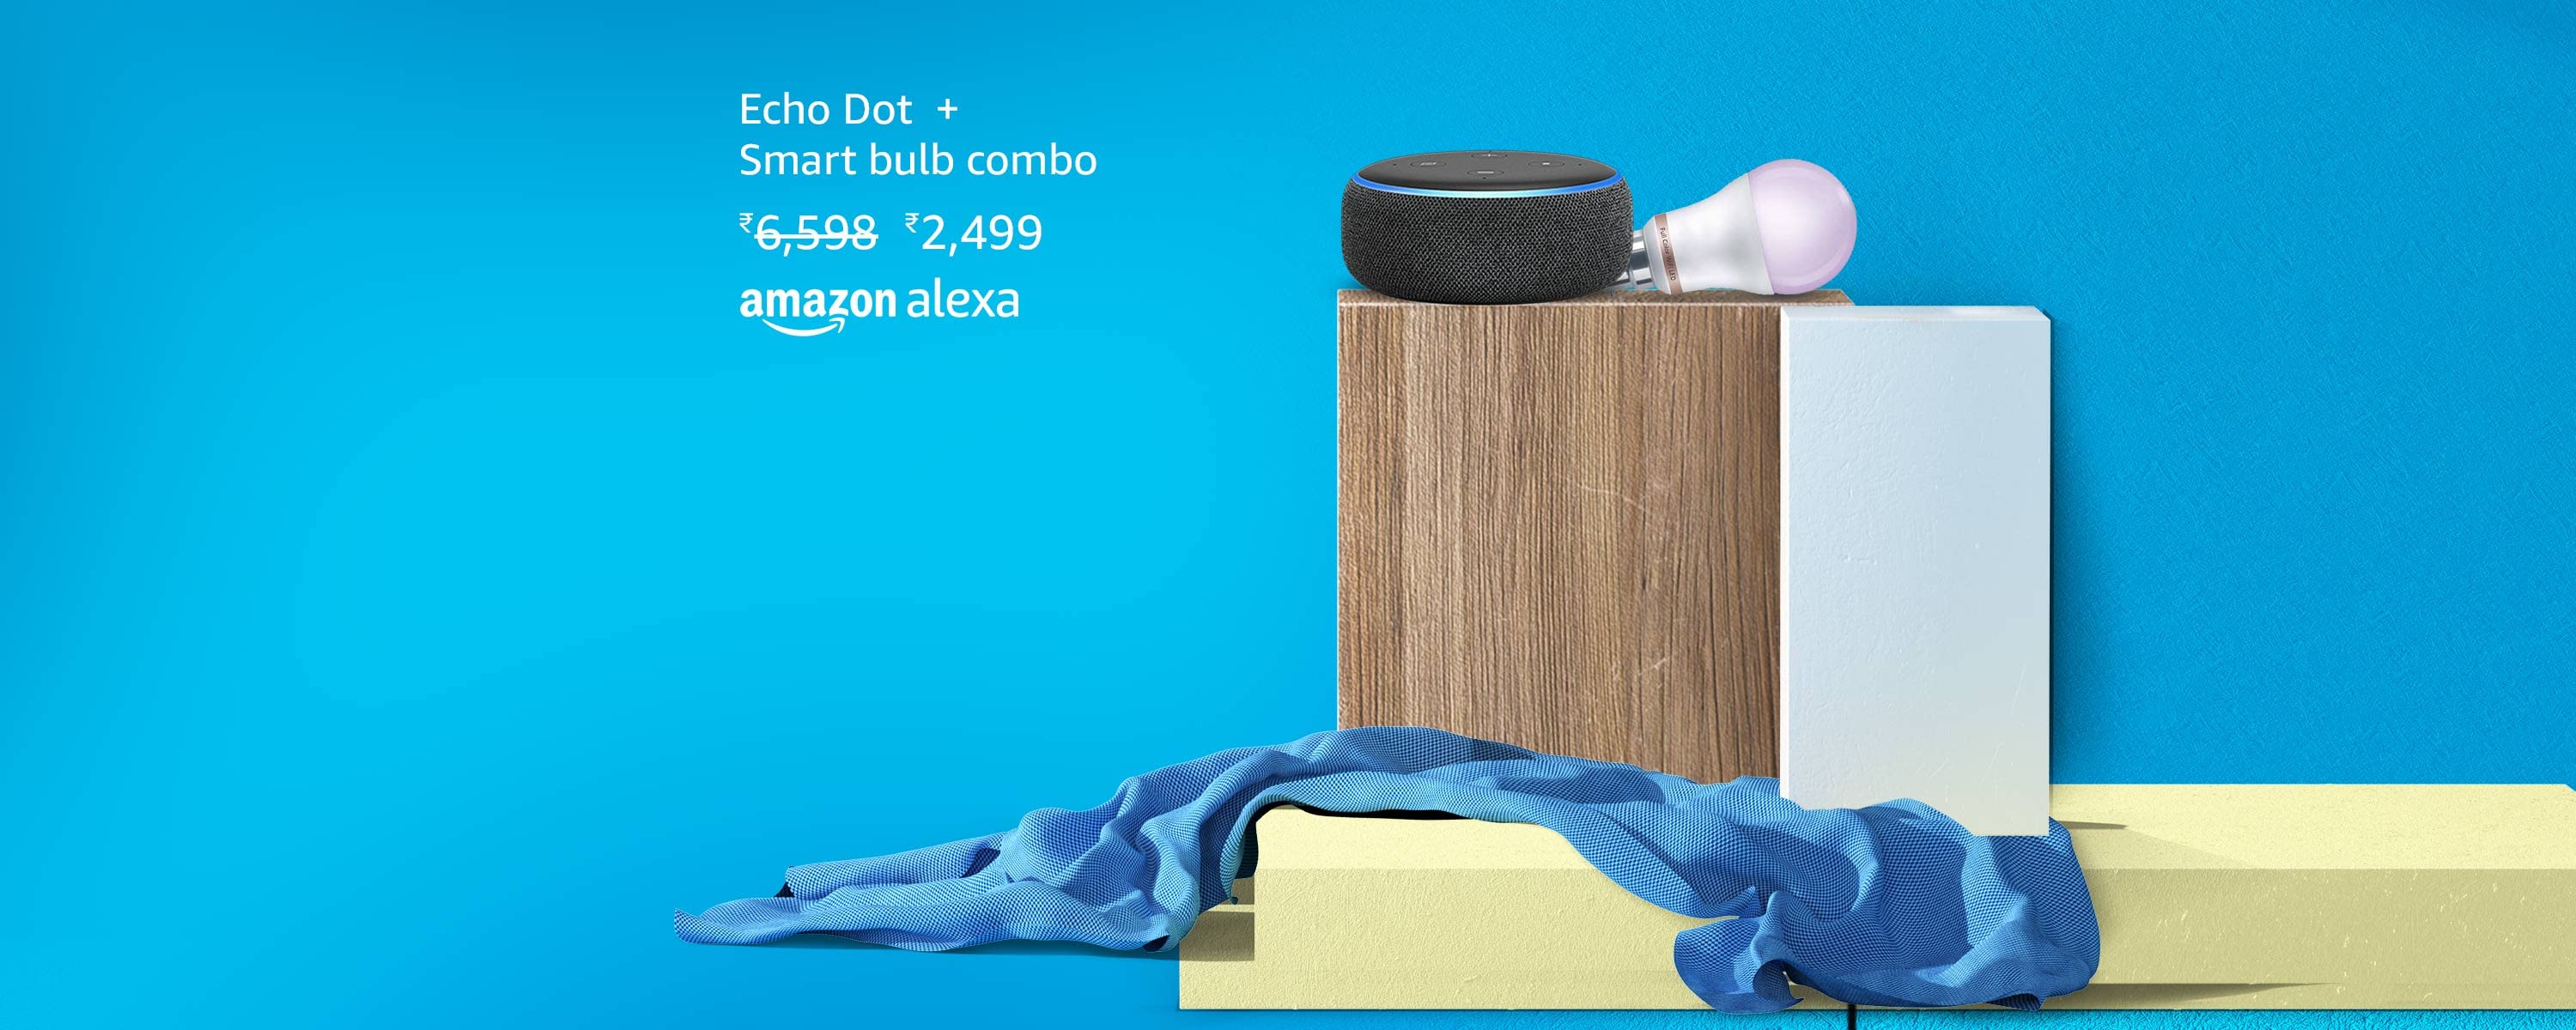 Echo Dot +
Smart bulb combo
₹6,598 ₹2,499
amazon alexa